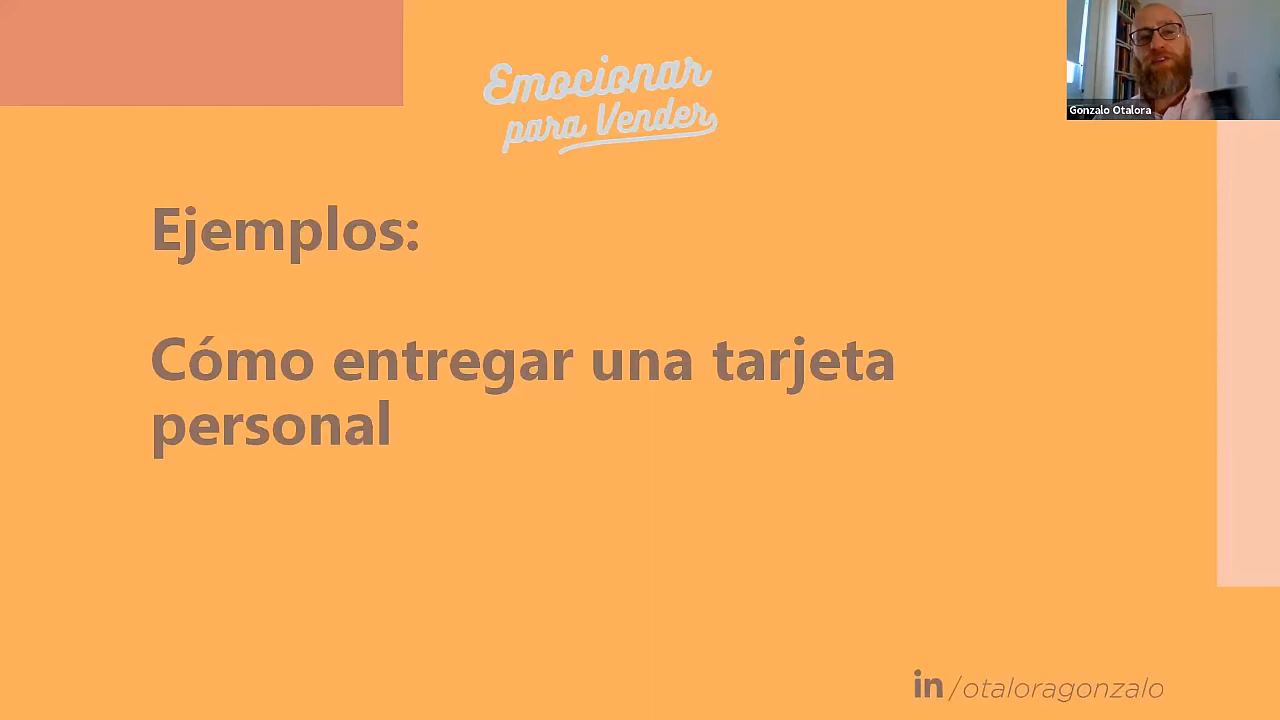 Emocionar
para Vender
Gonzalo Otalora
Ejemplos:
Cómo entregar una tarjeta
personal
in/otaloragonzalo